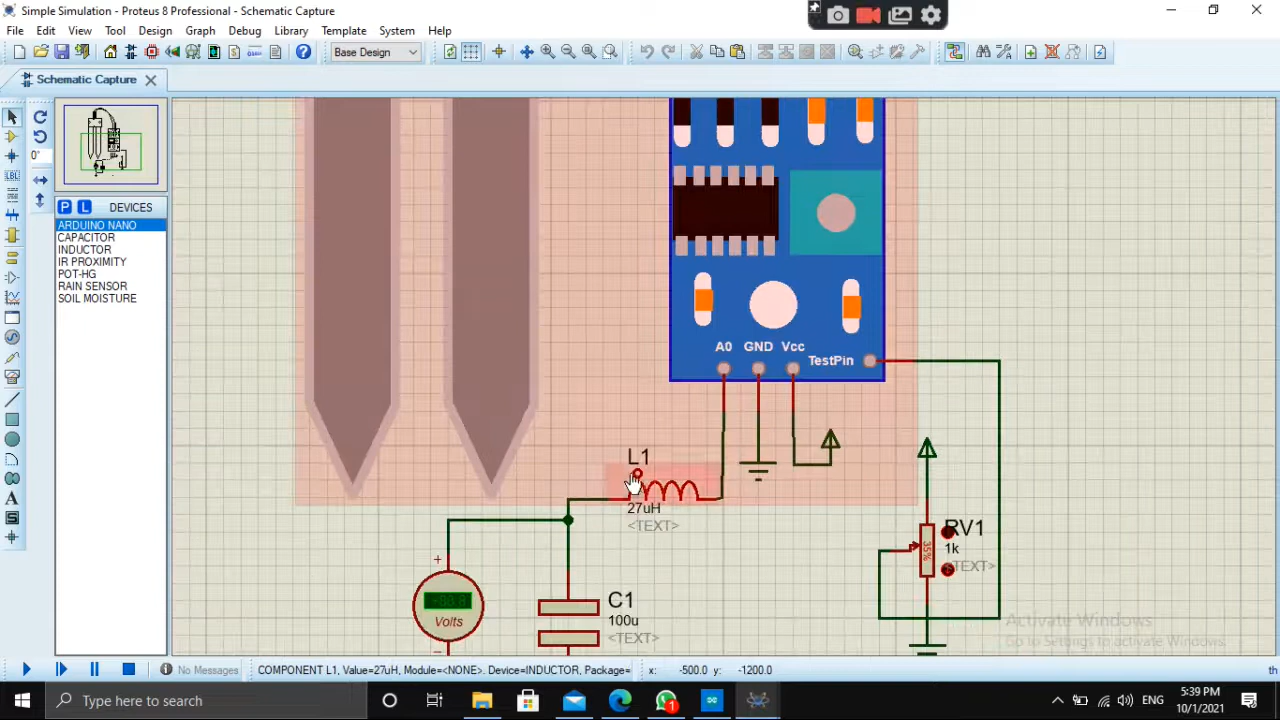 Simple Simulation - Proteus 8 Professional - Schematic Capture
File Edit View Tool Design Graph Debug Library Template System Help
Base Design
Schematic Capture
0°
P L DEVICES
ARDUINO NANO
CAPACITOR
INDUCTOR
IR PROXIMITY
POT-HG
RAIN SENSOR
SOIL MOISTURE
A0 GND Vcc
TestPin
L1
27uH
<TEXT>
RV1
1k
<TEXT>
35%
+
Volts
C1
100u
<TEXT>
Activate Windows
Go to Settings to activate Windows.
No Messages
COMPONENT L1, Value=27uH, Module=<NONE>. Device=INDUCTOR, Package=
x: -500.0 y: -1200.0 th
Type here to search
1
ENG
5:39 PM
10/1/2021